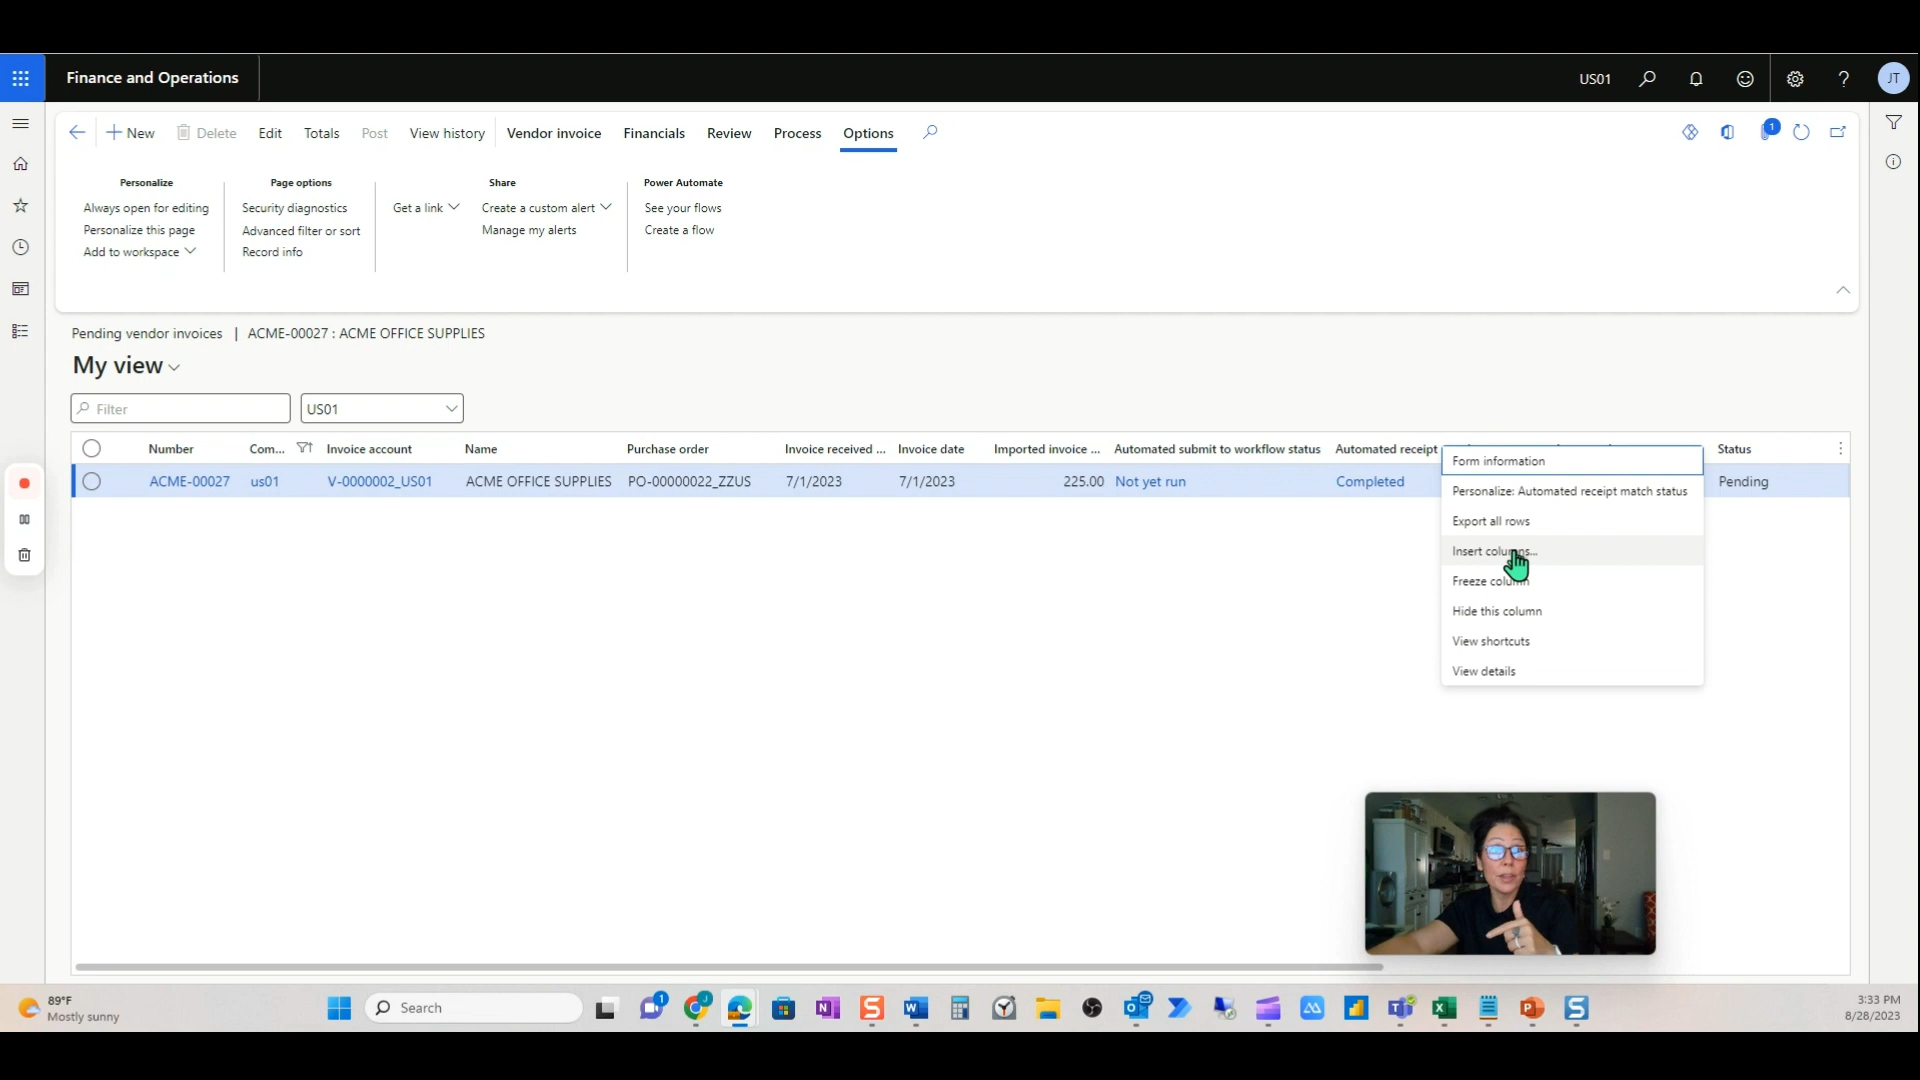 Finance and Operations
US01
JT
New
Delete
Edit
Totals
Post
View history
Vendor invoice
Financials
Review
Process
Options
1
Personalize
Always open for editing
Personalize this page
Add to workspace
Page options
Security diagnostics
Advanced filter or sort
Record info
Share
Get a link
Create a custom alert
Manage my alerts
Power Automate
See your flows
Create a flow
Pending vendor invoices | ACME-00027 : ACME OFFICE SUPPLIES
My view
Filter
US01
Number Com... Invoice account Name Purchase order Invoice received ... Invoice date Imported invoice ... Automated submit to workflow status Automated receipt Status
ACME-00027 us01 V-0000002_US01 ACME OFFICE SUPPLIES PO-00000022_ZZUS 7/1/2023 7/1/2023 225.00 Not yet run Completed Pending
Form information
Personalize: Automated receipt match status
Export all rows
Insert columns...
Freeze column
Hide this column
View shortcuts
View details
89°F
Mostly sunny
Search
1
J
3:33 PM
8/28/2023